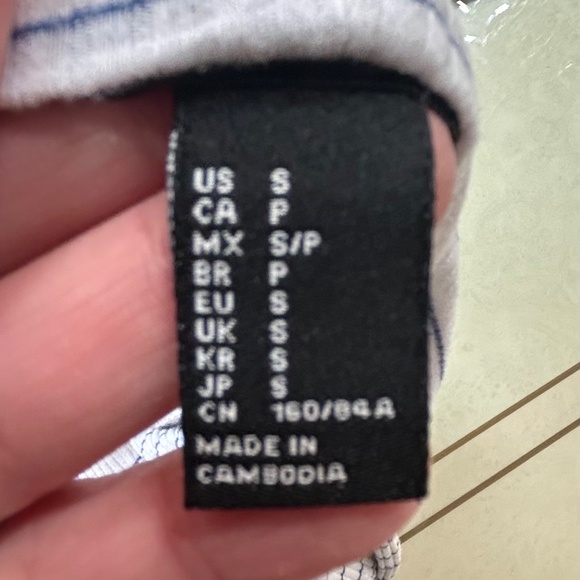 US S
CA P
MX S/P
BR P
EU S
UK S
KR S
JP S
CN 160/84A
MADE IN
CAMBODIA